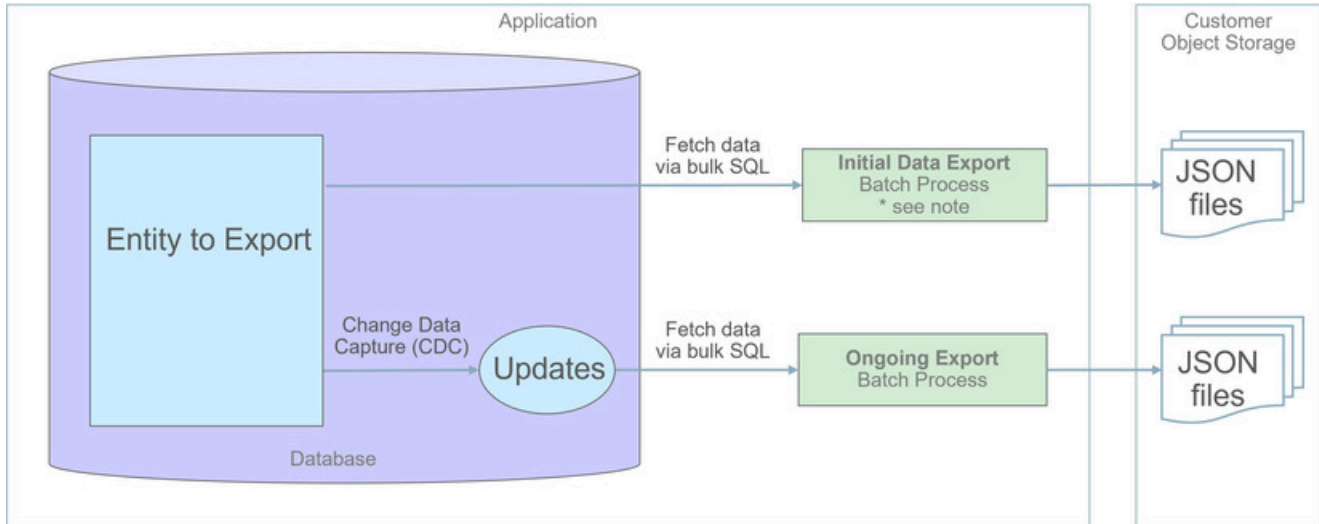 Application
Customer
Object Storage
Fetch data
via bulk SQL
Initial Data Export
Batch Process
* see note
JSON
files
Entity to Export
Change Data
Capture (CDC)
Updates
Fetch data
via bulk SQL
Ongoing Export
Batch Process
JSON
files
Database